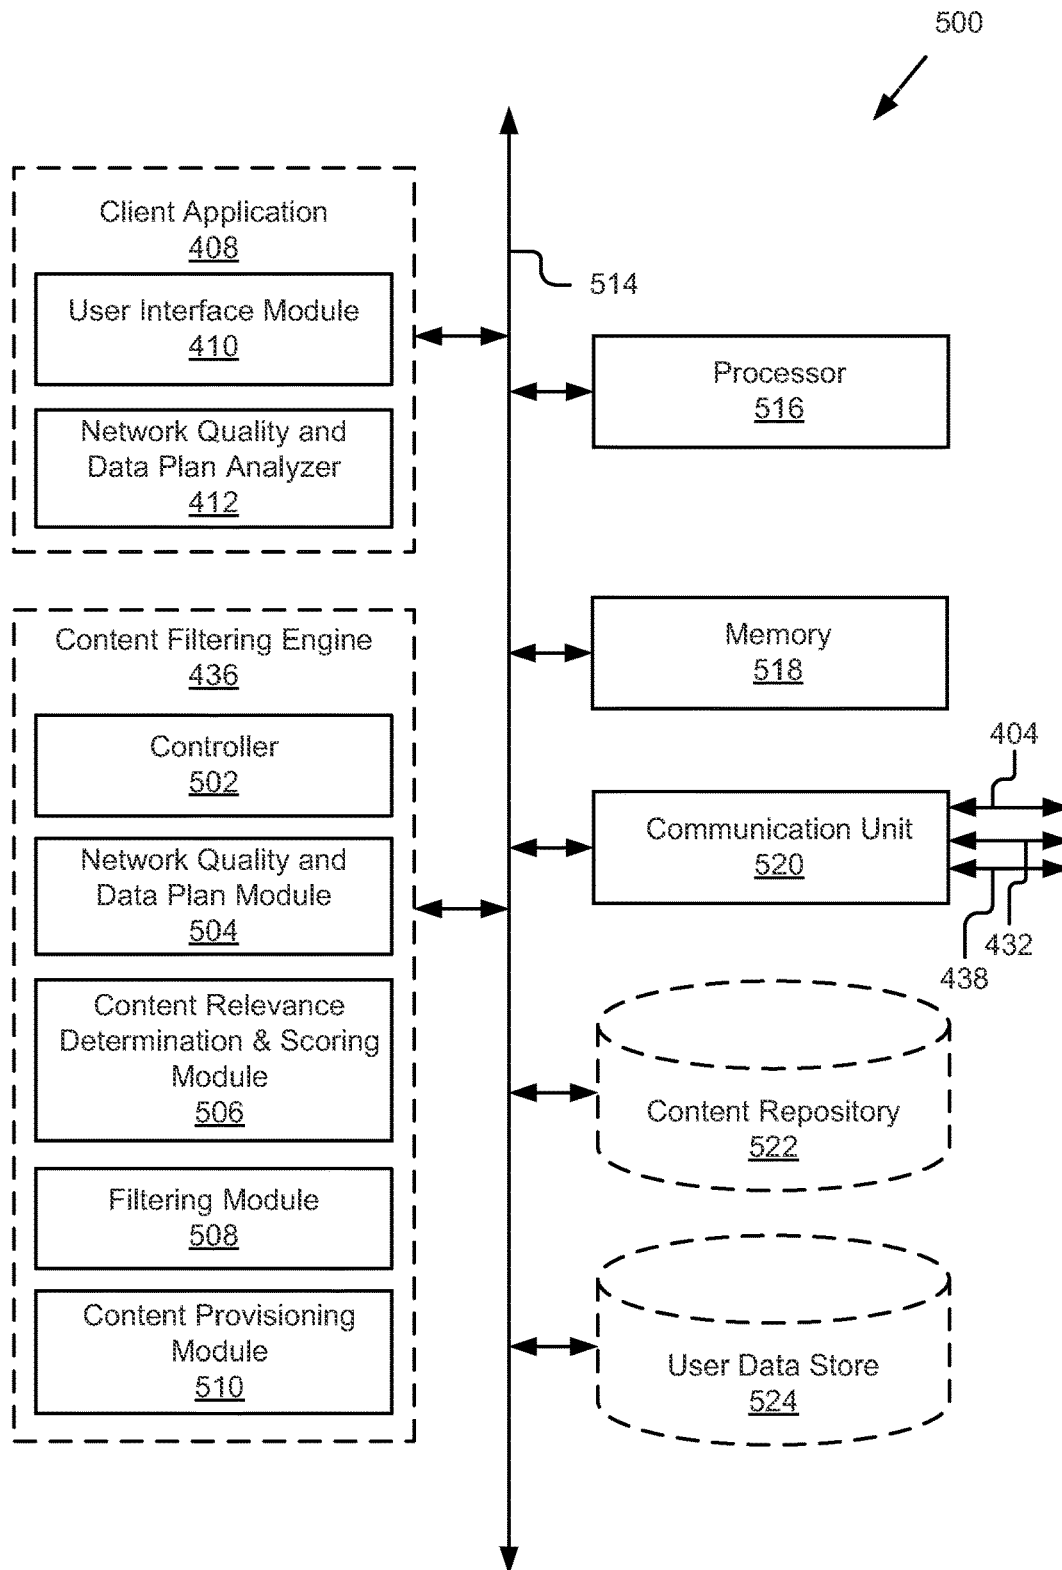 500
Client Application
408
User Interface Module
410
Network Quality and
Data Plan Analyzer
412
514
Processor
516
Content Filtering Engine
436
Controller
502
Network Quality and
Data Plan Module
504
Content Relevance
Determination & Scoring
Module
506
Filtering Module
508
Content Provisioning
Module
510
Memory
518
404
Communication Unit
520
432
438
Content Repository
522
User Data Store
524